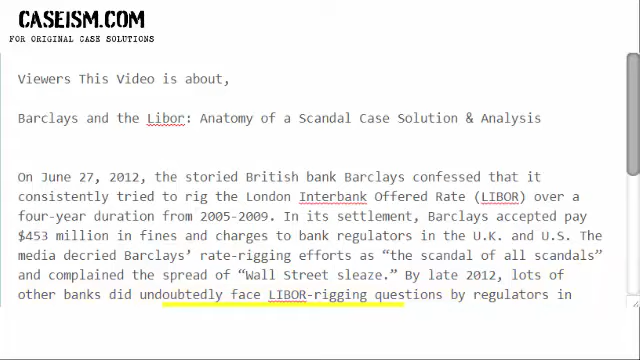 CASEISM.COM
FOR ORIGINAL CASE SOLUTIONS
Viewers This Video is about,
Barclays and the Libor: Anatomy of a Scandal Case Solution & Analysis
On June 27, 2012, the storied British bank Barclays confessed that it
consistently tried to rig the London Interbank Offered Rate (LIBOR) over a
four-year duration from 2005-2009. In its settlement, Barclays accepted pay
$453 million in fines and charges to bank regulators in the U.K. and U.S. The
media decried Barclays’ rate-rigging efforts as “the scandal of all scandals”
and complained the spread of “Wall Street sleaze.” By late 2012, lots of
other banks did undoubtedly face LIBOR-rigging questions by regulators in